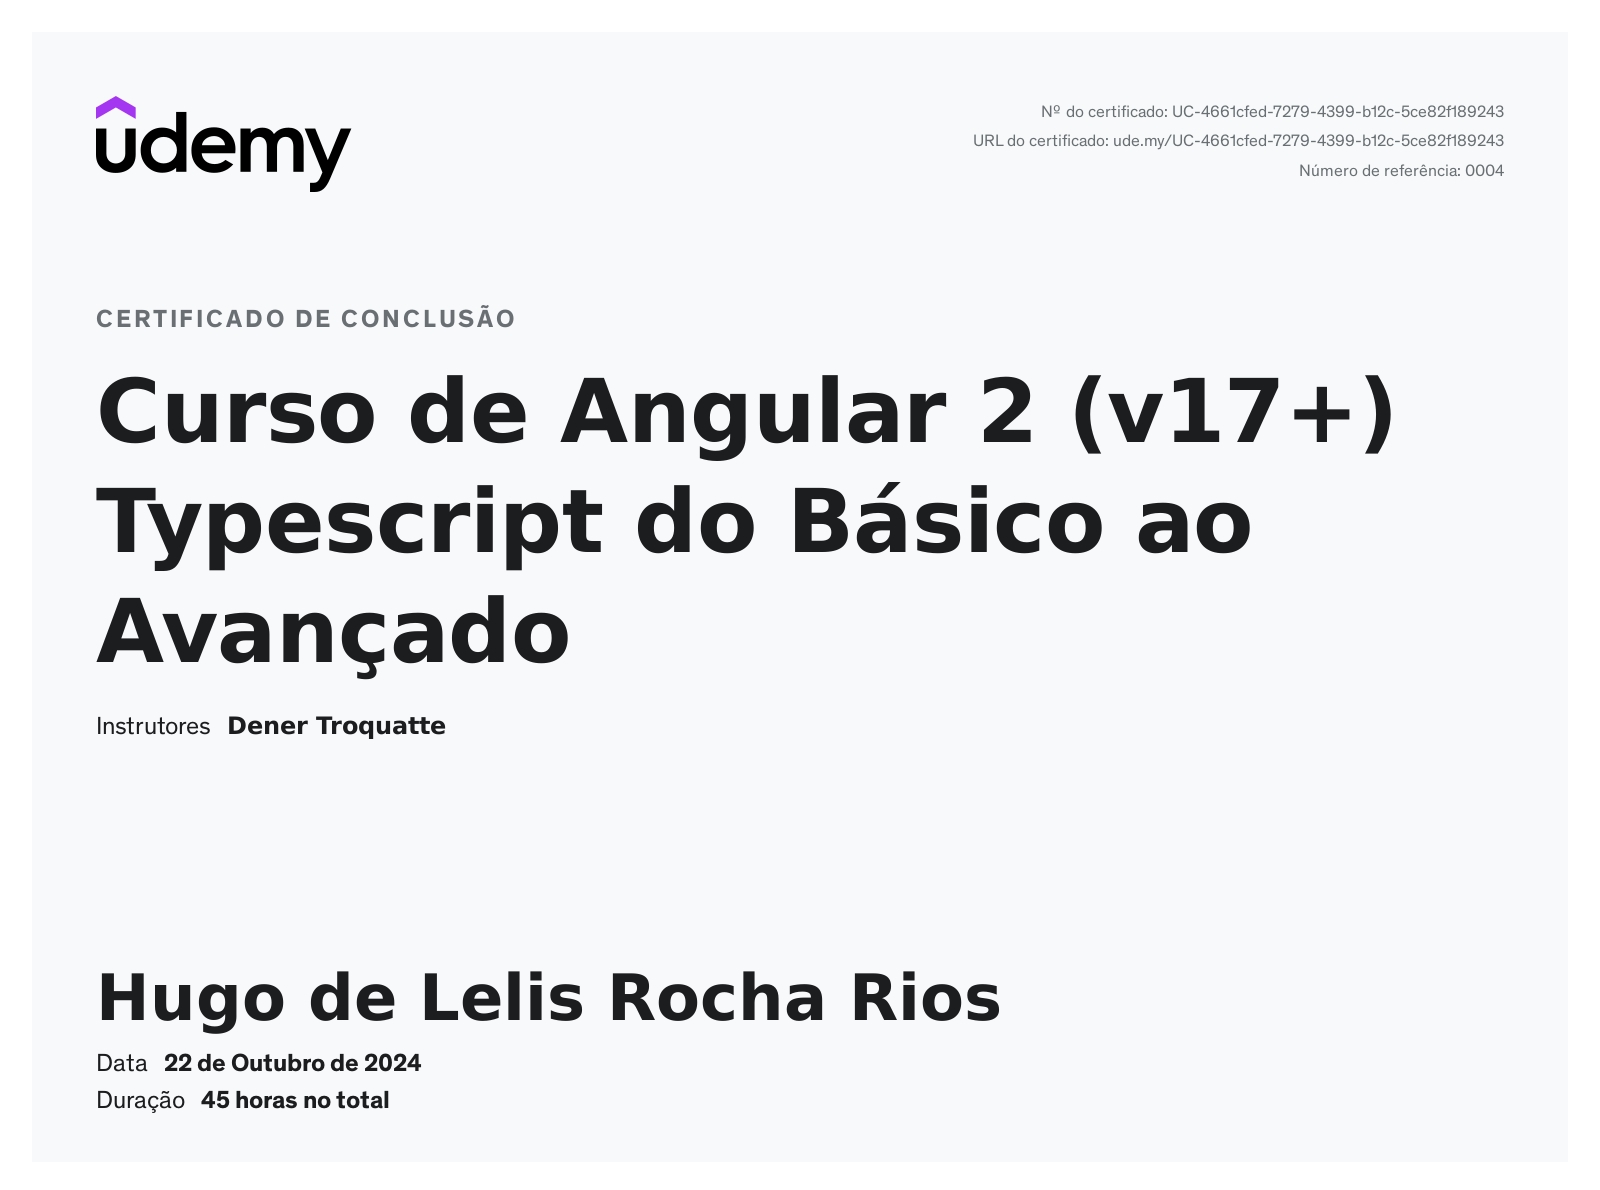 udemy
Nº do certificado: UC-4661cfed-7279-4399-b12c-5ce82f189243
URL do certificado: ude.my/UC-4661cfed-7279-4399-b12c-5ce82f189243
Número de referência: 0004
CERTIFICADO DE CONCLUSÃO
Curso de Angular 2 (v17+)
Typescript do Básico ao
Avançado
Instrutores Dener Troquatte
Hugo de Lelis Rocha Rios
Data 22 de Outubro de 2024
Duração 45 horas no total